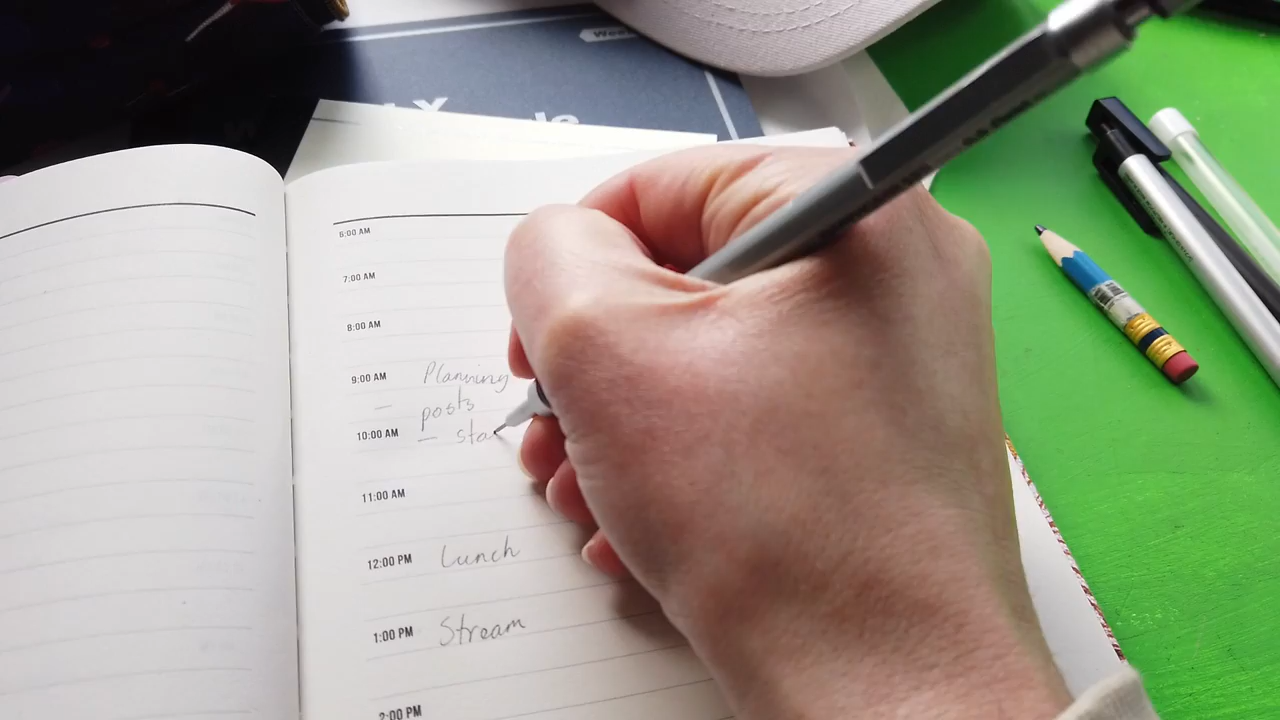 6:00 AM
7:00 AM
8:00 AM
9:00 AM Planning
— posts
10:00 AM — sta
11:00 AM
12:00 PM Lunch
1:00 PM Stream
2:00 PM